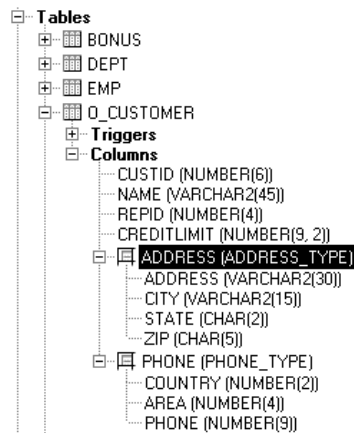 Tables
BONUS
DEPT
EMP
O_CUSTOMER
Triggers
Columns
CUSTID (NUMBER(6))
NAME (VARCHAR2(45))
REPID (NUMBER(4))
CREDITLIMIT (NUMBER(9, 2))
ADDRESS (ADDRESS_TYPE)
ADDRESS (VARCHAR2(30))
CITY (VARCHAR2(15))
STATE (CHAR(2))
ZIP (CHAR(5))
PHONE (PHONE_TYPE)
COUNTRY (NUMBER(2))
AREA (NUMBER(4))
PHONE (NUMBER(9))